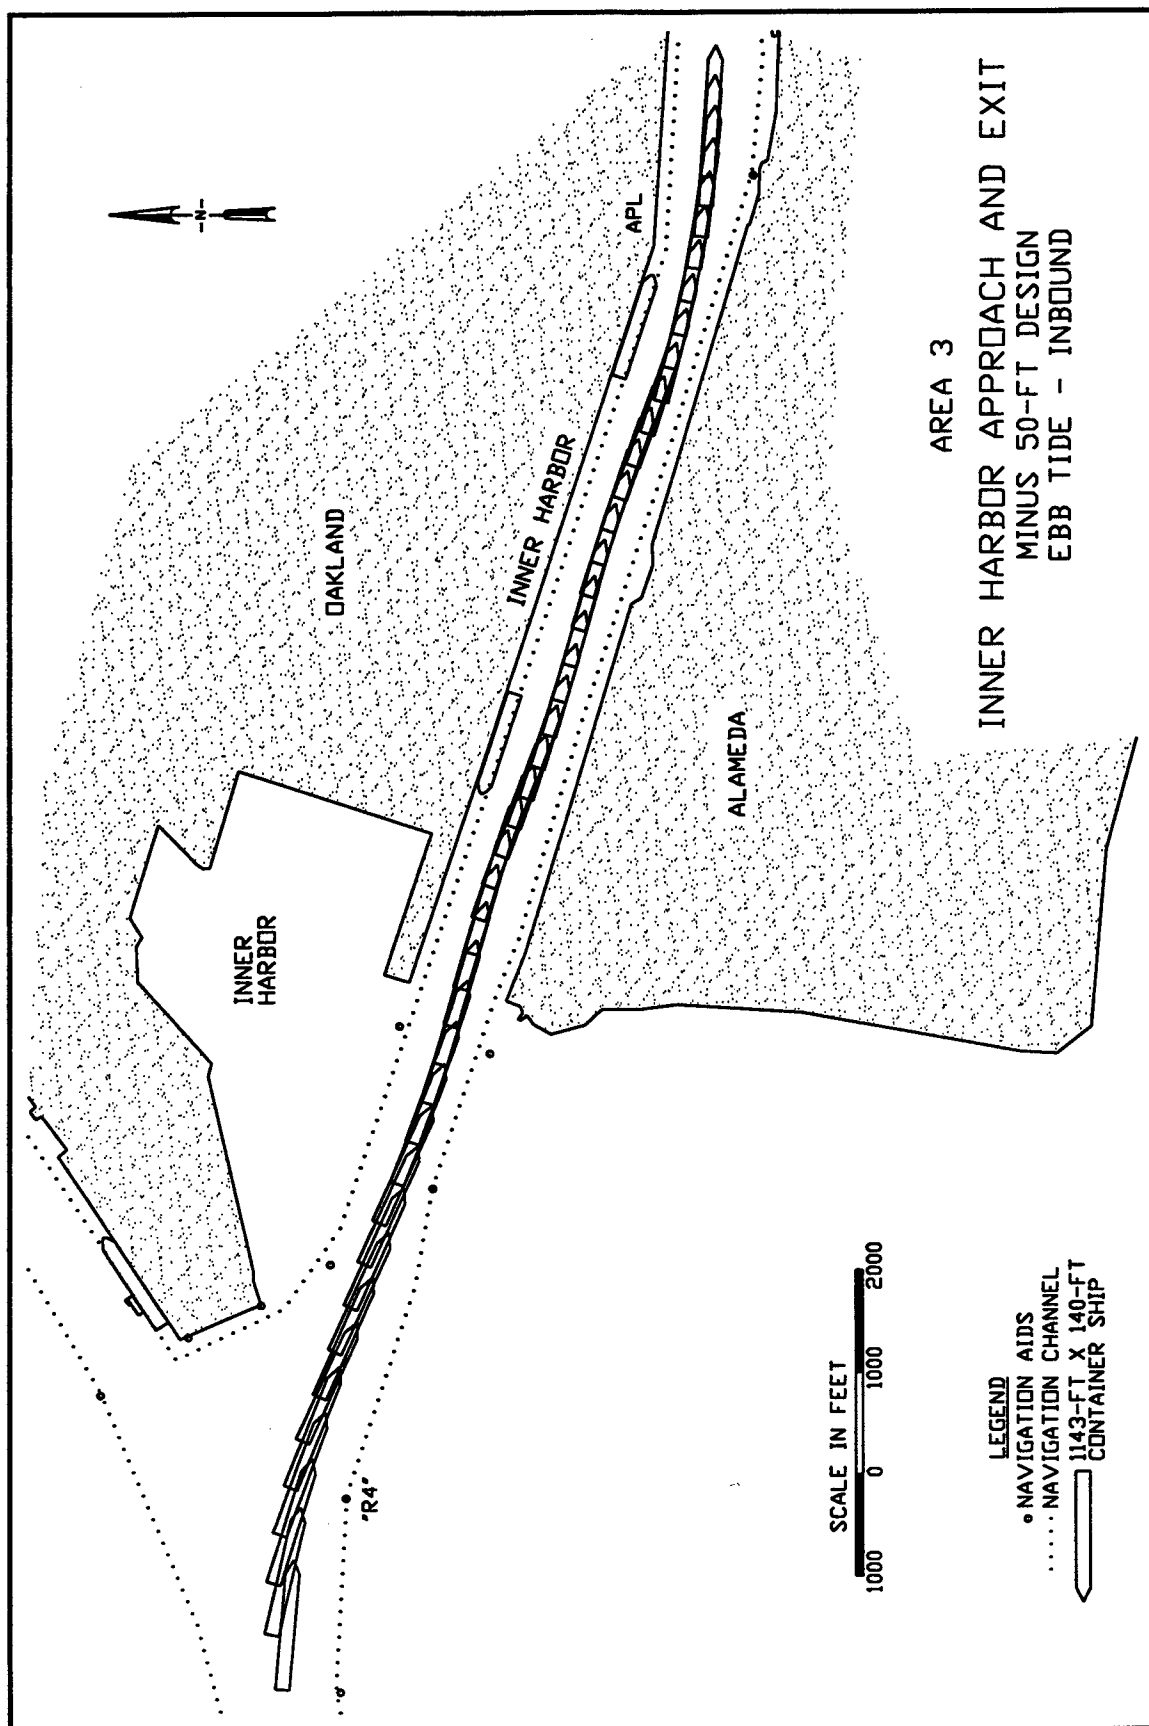 -N-
APL
OAKLAND
INNER HARBOR
INNER
HARBOR
ALAMEDA
"R4"
AREA 3
INNER HARBOR APPROACH AND EXIT
MINUS 50-FT DESIGN
EBB TIDE - INBOUND
SCALE IN FEET
1000 0 1000 2000
LEGEND
NAVIGATION AIDS
NAVIGATION CHANNEL
1143-FT X 140-FT
CONTAINER SHIP